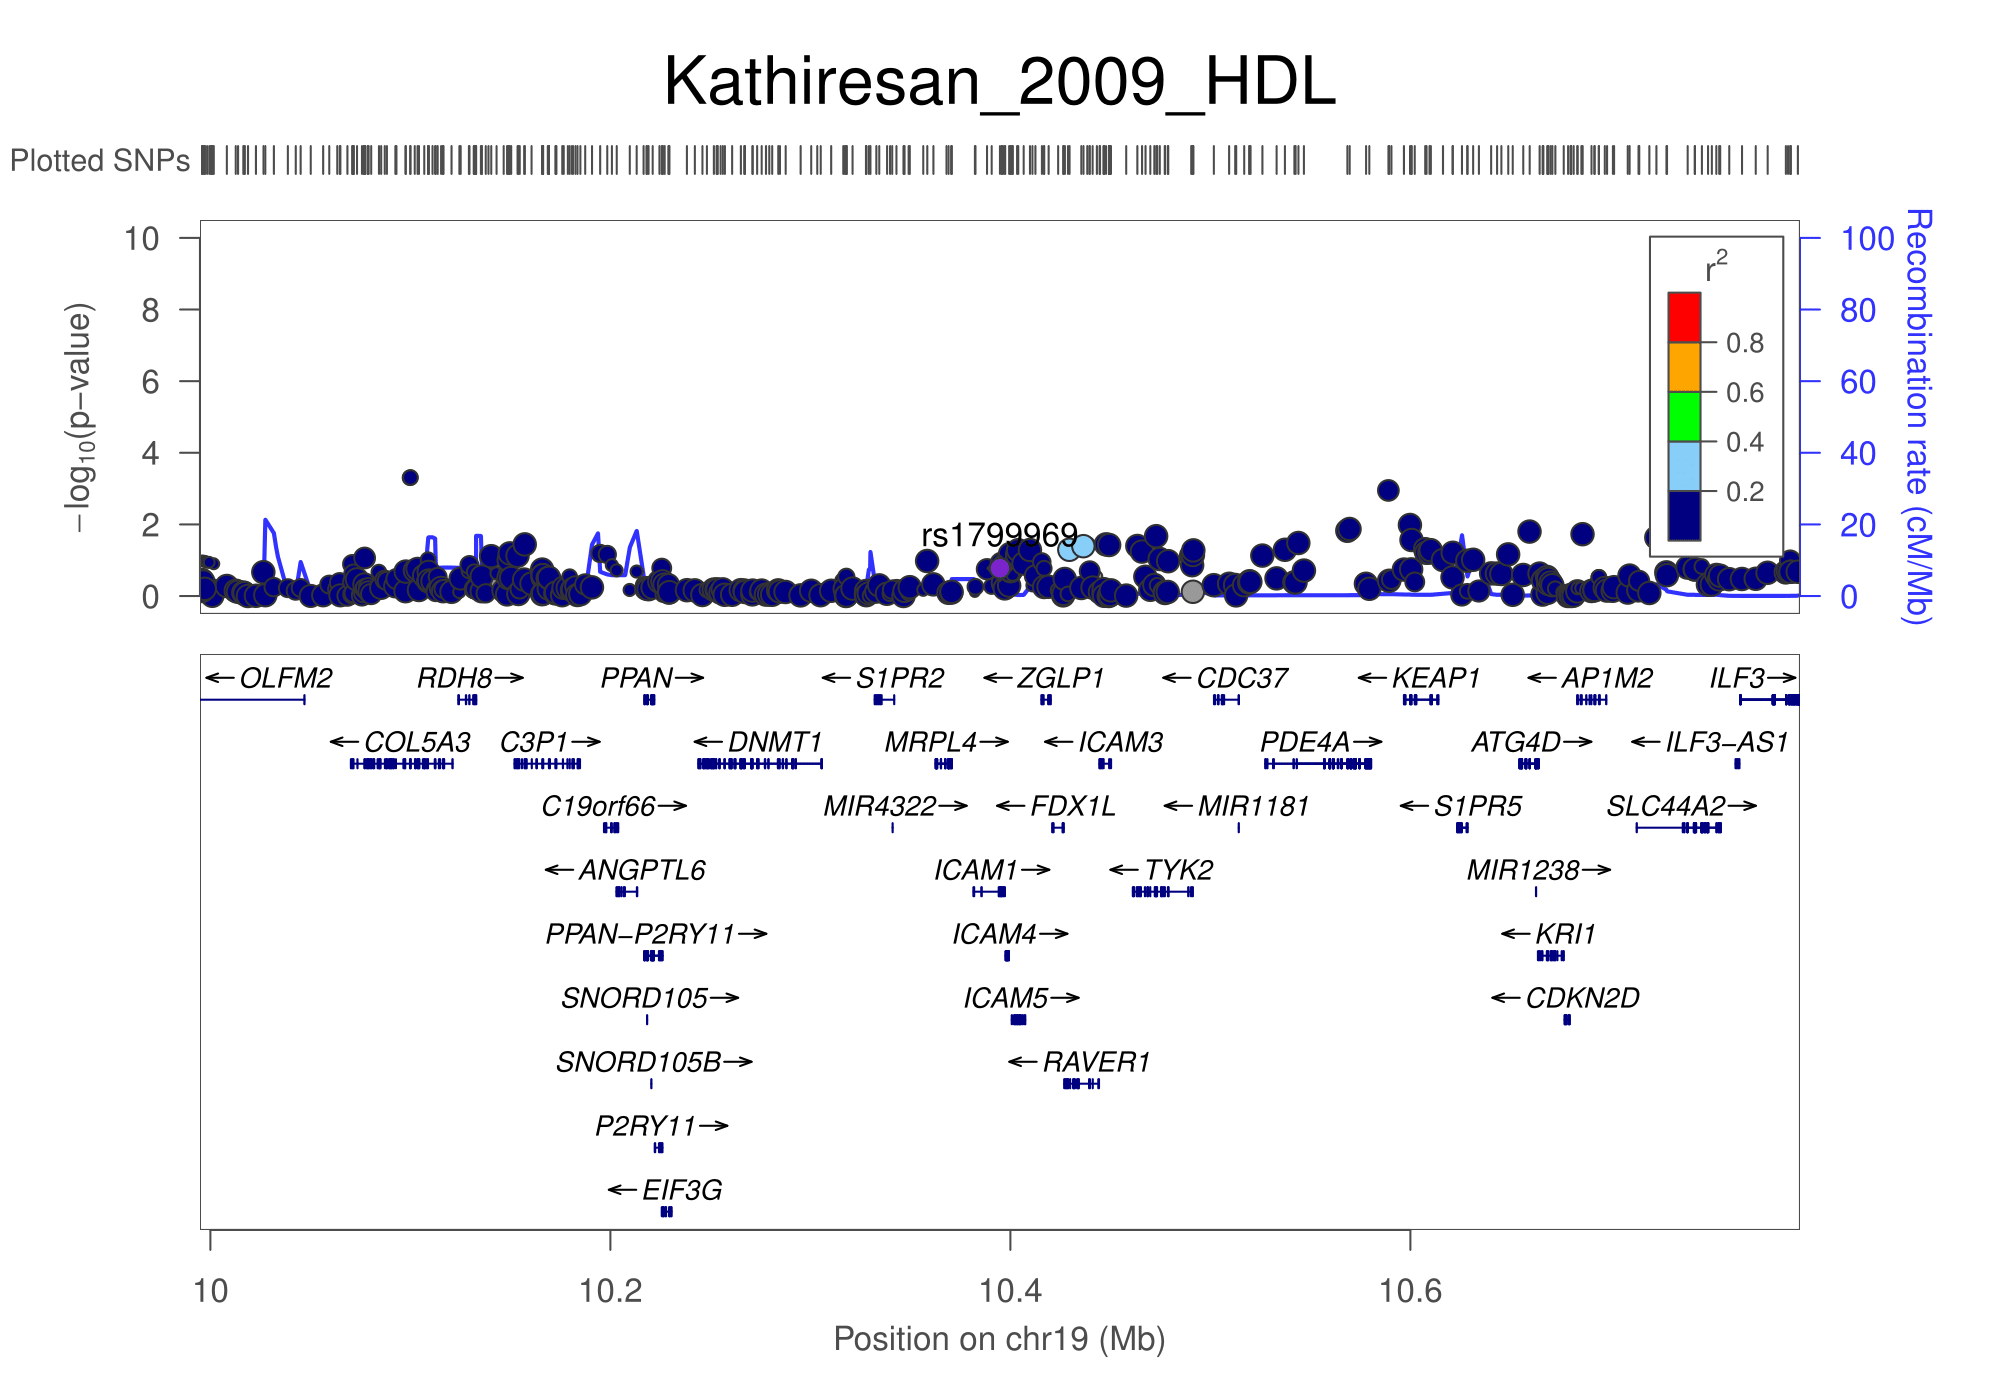 Kathiresan_2009_HDL
Plotted SNPs
10
8
6
4
2
0
−log10(p−value)
100
80
60
40
20
0
Recombination rate (cM/Mb)
r2
0.8
0.6
0.4
0.2
rs1799969
←OLFM2 RDH8→ PPAN→ ←S1PR2 ←ZGLP1 ←CDC37 ←KEAP1 ←AP1M2 ILF3→
←COL5A3 C3P1→ ←DNMT1 MRPL4→ ←ICAM3 PDE4A→ ATG4D→ ←ILF3−AS1
C19orf66→ MIR4322→ ←FDX1L ←MIR1181 ←S1PR5 SLC44A2→
←ANGPTL6 ICAM1→ ←TYK2 MIR1238→
PPAN−P2RY11→ ICAM4→ ←KRI1
SNORD105→ ICAM5→ ←CDKN2D
SNORD105B→ ←RAVER1
P2RY11→
←EIF3G
10 10.2 10.4 10.6
Position on chr19 (Mb)